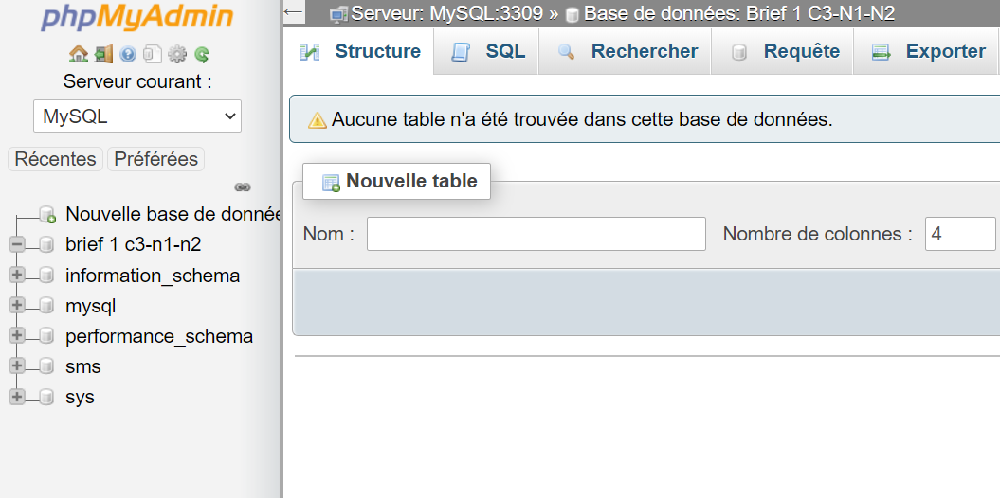 phpMyAdmin
Serveur courant :
MySQL
Récentes Préférées
Nouvelle base de donnée
brief 1 c3-n1-n2
information_schema
mysql
performance_schema
sms
sys
Serveur: MySQL:3309 » Base de données: Brief 1 C3-N1-N2
Structure SQL Rechercher Requête Exporter
Aucune table n'a été trouvée dans cette base de données.
Nouvelle table
Nom : Nombre de colonnes : 4